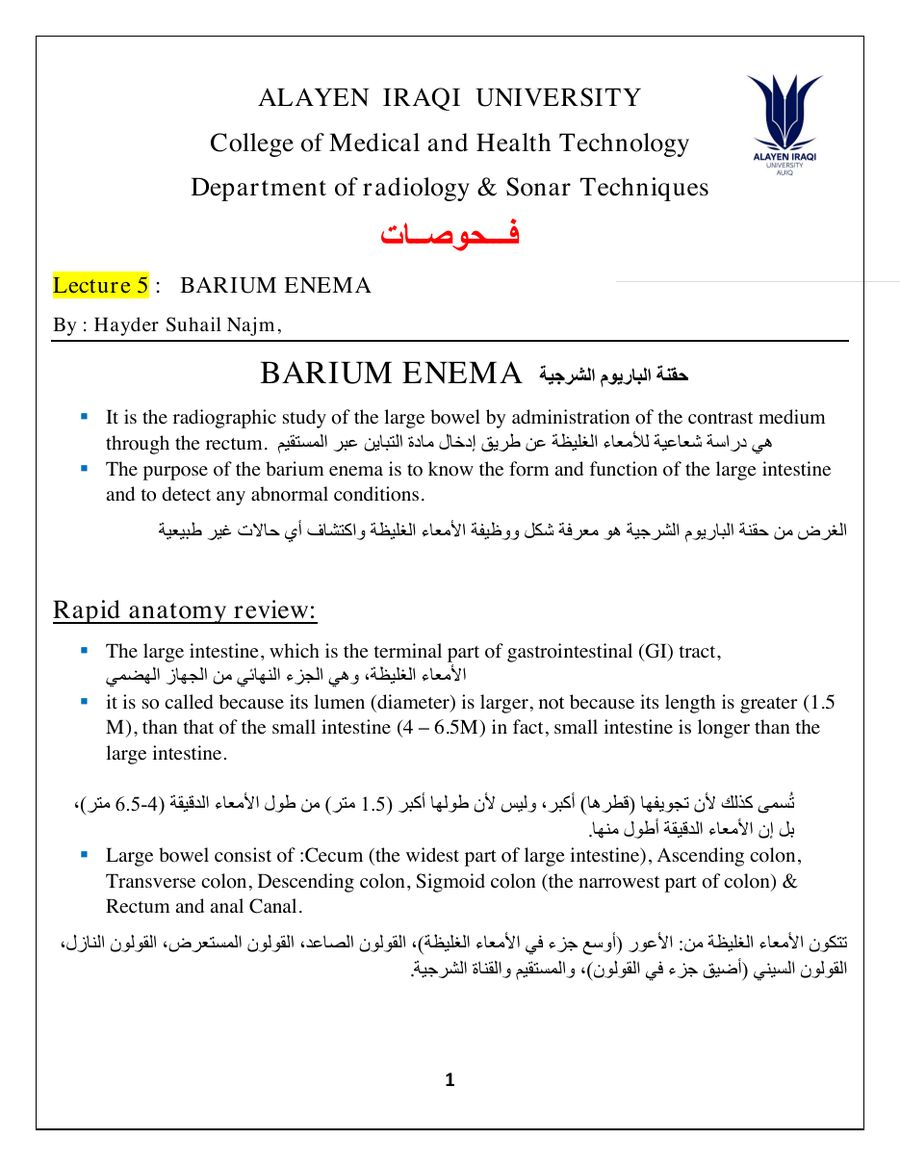 ALAYEN IRAQI UNIVERSITY
College of Medical and Health Technology
Department of radiology & Sonar Techniques
ALAYEN IRAQI
UNIVERSITY
AUIQ
فـــحوصـــات
Lecture 5 : BARIUM ENEMA
By : Hayder Suhail Najm,
BARIUM ENEMA حقنة الباريوم الشرجية
▪ It is the radiographic study of the large bowel by administration of the contrast medium
through the rectum. هي دراسة شعاعية للأمعاء الغليظة عن طريق إدخال مادة التباين عبر المستقيم
▪ The purpose of the barium enema is to know the form and function of the large intestine
and to detect any abnormal conditions.
الغرض من حقنة الباريوم الشرجية هو معرفة شكل ووظيفة الأمعاء الغليظة واكتشاف أي حالات غير طبيعية
Rapid anatomy review:
▪ The large intestine, which is the terminal part of gastrointestinal (GI) tract,
الأمعاء الغليظة، وهي الجزء النهائي من الجهاز الهضمي
▪ it is so called because its lumen (diameter) is larger, not because its length is greater (1.5
M), than that of the small intestine (4 – 6.5M) in fact, small intestine is longer than the
large intestine.
تُسمى كذلك لأن تجويفها (قطرها) أكبر، وليس لأن طولها أكبر (1.5 متر) من طول الأمعاء الدقيقة (4-6.5 متر)،
بل إن الأمعاء الدقيقة أطول منها.
▪ Large bowel consist of :Cecum (the widest part of large intestine), Ascending colon,
Transverse colon, Descending colon, Sigmoid colon (the narrowest part of colon) &
Rectum and anal Canal.
تتكون الأمعاء الغليظة من: الأعور (أوسع جزء في الأمعاء الغليظة)، القولون الصاعد، القولون المستعرض، القولون النازل،
القولون السيني (أضيق جزء في القولون)، والمستقيم والقناة الشرجية.
1